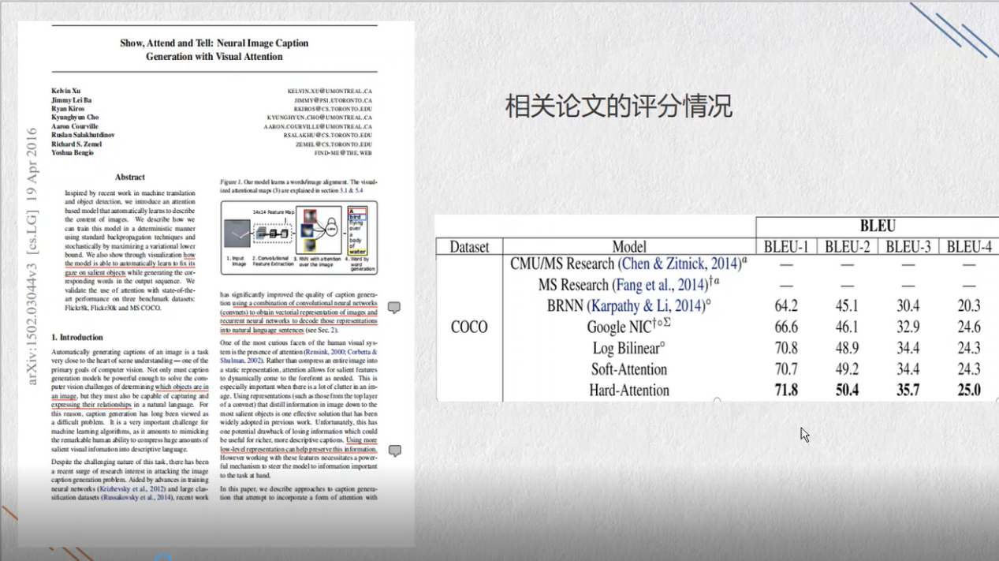 Show, Attend and Tell: Neural Image Caption
Generation with Visual Attention
Kelvin Xu KELVIN.XU@UMONTREAL.CA
Jimmy Lei Ba JIMMY@PSI.UTORONTO.CA
Ryan Kiros RKIROS@CS.TORONTO.EDU
Kyunghyun Cho KYUNGHYUN.CHO@UMONTREAL.CA
Aaron Courville AARON.COURVILLE@UMONTREAL.CA
Ruslan Salakhutdinov RSALAKHU@CS.TORONTO.EDU
Richard S. Zemel ZEMEL@CS.TORONTO.EDU
Yoshua Bengio FIND-ME@THE.WEB
arXiv:1502.03044v3 [cs.LG] 19 Apr 2016
Abstract
Inspired by recent work in machine translation
and object detection, we introduce an attention
based model that automatically learns to describe
the content of images. We describe how we
can train this model in a deterministic manner
using standard backpropagation techniques and
stochastically by maximizing a variational lower
bound. We also show through visualization how
the model is able to automatically learn to fix its
gaze on salient objects while generating the cor-
responding words in the output sequence. We
validate the use of attention with state-of-the-
art performance on three benchmark datasets:
Flickr8k, Flickr30k and MS COCO.
1. Introduction
Automatically generating captions of an image is a task
very close to the heart of scene understanding — one of the
primary goals of computer vision. Not only must caption
generation models be powerful enough to solve the com-
puter vision challenges of determining which objects are in
an image, but they must also be capable of capturing and
expressing their relationships in a natural language. For
this reason, caption generation has long been viewed as
a difficult problem. It is a very important challenge for
machine learning algorithms, as it amounts to mimicking
the remarkable human ability to compress huge amounts of
salient visual infomation into descriptive language.
Despite the challenging nature of this task, there has been
a recent surge of research interest in attacking the image
caption generation problem. Aided by advances in training
neural networks (Krizhevsky et al., 2012) and large clas-
sification datasets (Russakovsky et al., 2014), recent work
Figure 1. Our model learns a words/image alignment. The visual-
ized attentional maps (3) are explained in section 3.1 & 5.4
14x14 Feature Map
LSTM
A
bird
flying
over
a
body
of
water
1. Input
Image
2. Convolutional
Feature Extraction
3. RNN with attention
over the image
4. Word by
word
generation
has significantly improved the quality of caption genera-
tion using a combination of convolutional neural networks
(convnets) to obtain vectorial representation of images and
recurrent neural networks to decode those representations
into natural language sentences (see Sec. 2).
One of the most curious facets of the human visual sys-
tem is the presence of attention (Rensink, 2000; Corbetta &
Shulman, 2002). Rather than compress an entire image into
a static representation, attention allows for salient features
to dynamically come to the forefront as needed. This is
especially important when there is a lot of clutter in an im-
age. Using representations (such as those from the top layer
of a convnet) that distill information in image down to the
most salient objects is one effective solution that has been
widely adopted in previous work. Unfortunately, this has
one potential drawback of losing information which could
be useful for richer, more descriptive captions. Using more
low-level representation can help preserve this information.
However working with these features necessitates a power-
ful mechanism to steer the model to information important
to the task at hand.
In this paper, we describe approaches to caption genera-
tion that attempt to incorporate a form of attention with
相关论文的评分情况
BLEU
Dataset Model BLEU-1 BLEU-2 BLEU-3 BLEU-4
CMU/MS Research (Chen & Zitnick, 2014)ᵃ — — — —
MS Research (Fang et al., 2014)†ᵃ — — — —
BRNN (Karpathy & Li, 2014)° 64.2 45.1 30.4 20.3
COCO Google NIC†°Σ 66.6 46.1 32.9 24.6
Log Bilinear° 70.8 48.9 34.4 24.3
Soft-Attention 70.7 49.2 34.4 24.3
Hard-Attention 71.8 50.4 35.7 25.0